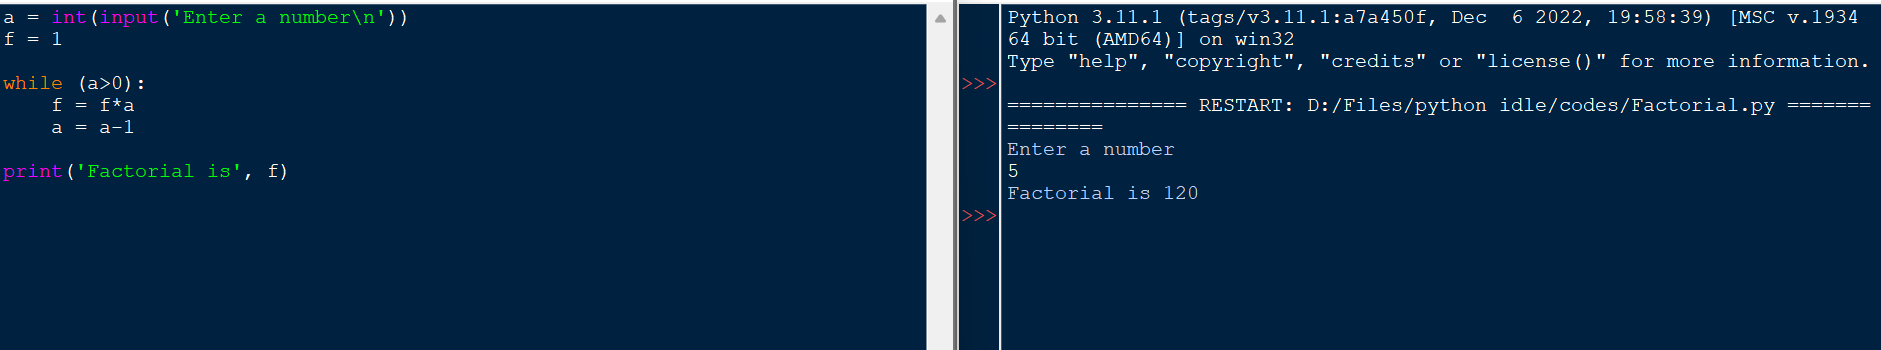 a = int(input('Enter a number\n'))
f = 1
while (a>0):
    f = f*a
    a = a-1
print('Factorial is', f)
Python 3.11.1 (tags/v3.11.1:a7a450f, Dec  6 2022, 19:58:39) [MSC v.1934
64 bit (AMD64)] on win32
Type "help", "copyright", "credits" or "license()" for more information.
>>>
=============== RESTART: D:/Files/python idle/codes/Factorial.py =======
========
Enter a number
5
Factorial is 120
>>>